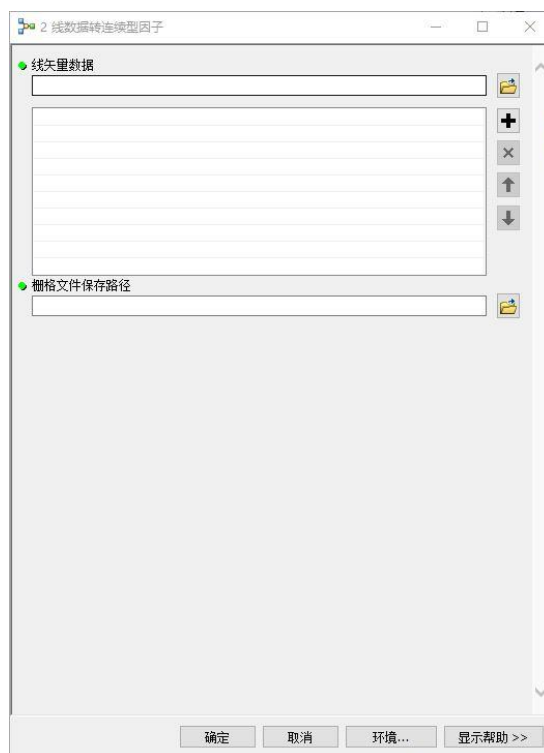 2 线数据转连续型因子
线矢量数据
栅格文件保存路径
确定 取消 环境... 显示帮助 >>